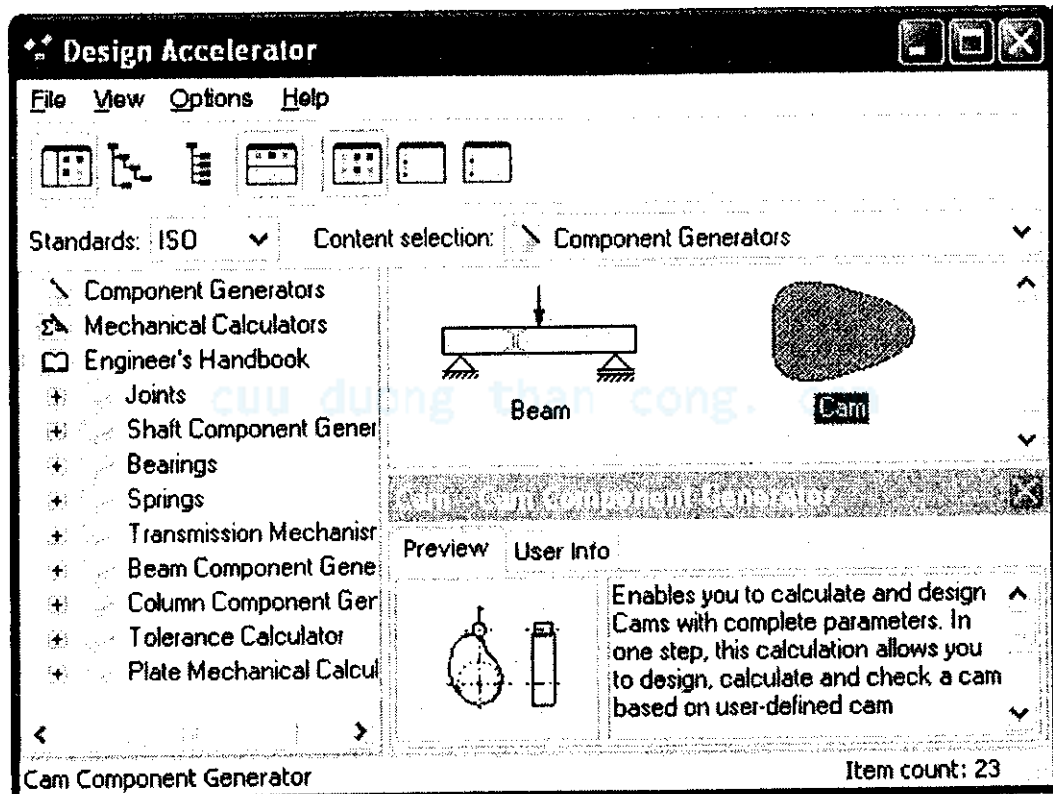 Design Accelerator
File View Options Help
Standards: ISO Content selection: Component Generators
Component Generators
Mechanical Calculators
Engineer's Handbook
Joints
Shaft Component Gener
Bearings
Springs
Transmission Mechanisr
Beam Component Gene
Column Component Ger
Tolerance Calculator
Plate Mechanical Calcul
Beam
Cam
cuu duong than cong. com
Cam - Cam Component Generator
Preview User Info
Enables you to calculate and design
Cams with complete parameters. In
one step, this calculation allows you
to design, calculate and check a cam
based on user-defined cam
Cam Component Generator
Item count: 23